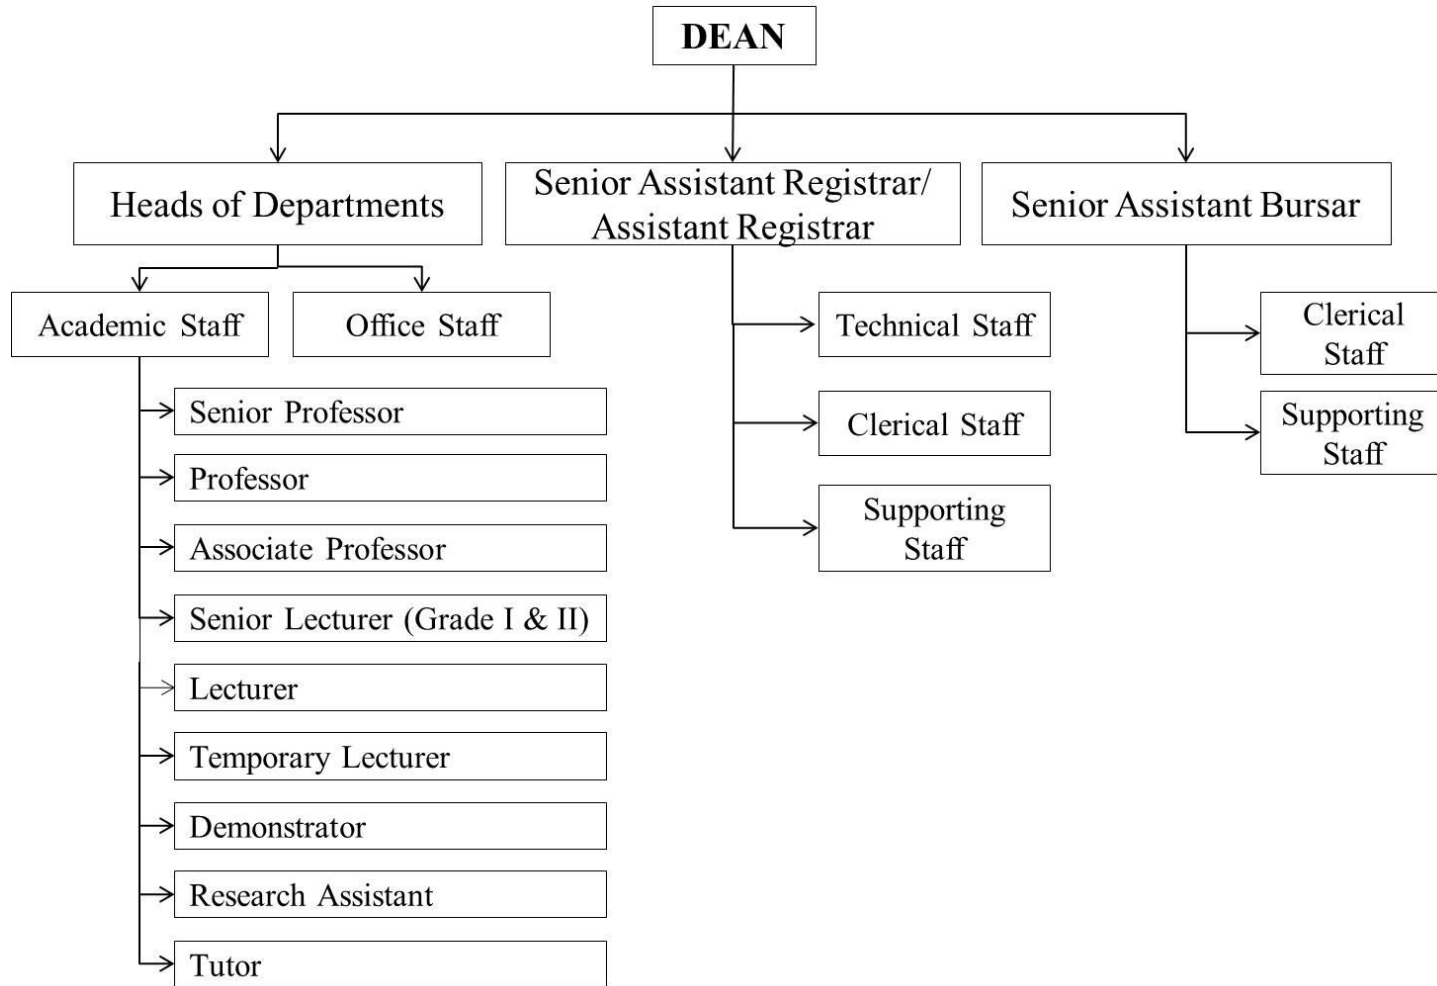 DEAN
Heads of Departments
Senior Assistant Registrar/
Assistant Registrar
Senior Assistant Bursar
Academic Staff
Office Staff
Senior Professor
Professor
Associate Professor
Senior Lecturer (Grade I & II)
Lecturer
Temporary Lecturer
Demonstrator
Research Assistant
Tutor
Technical Staff
Clerical Staff
Supporting
Staff
Clerical
Staff
Supporting
Staff